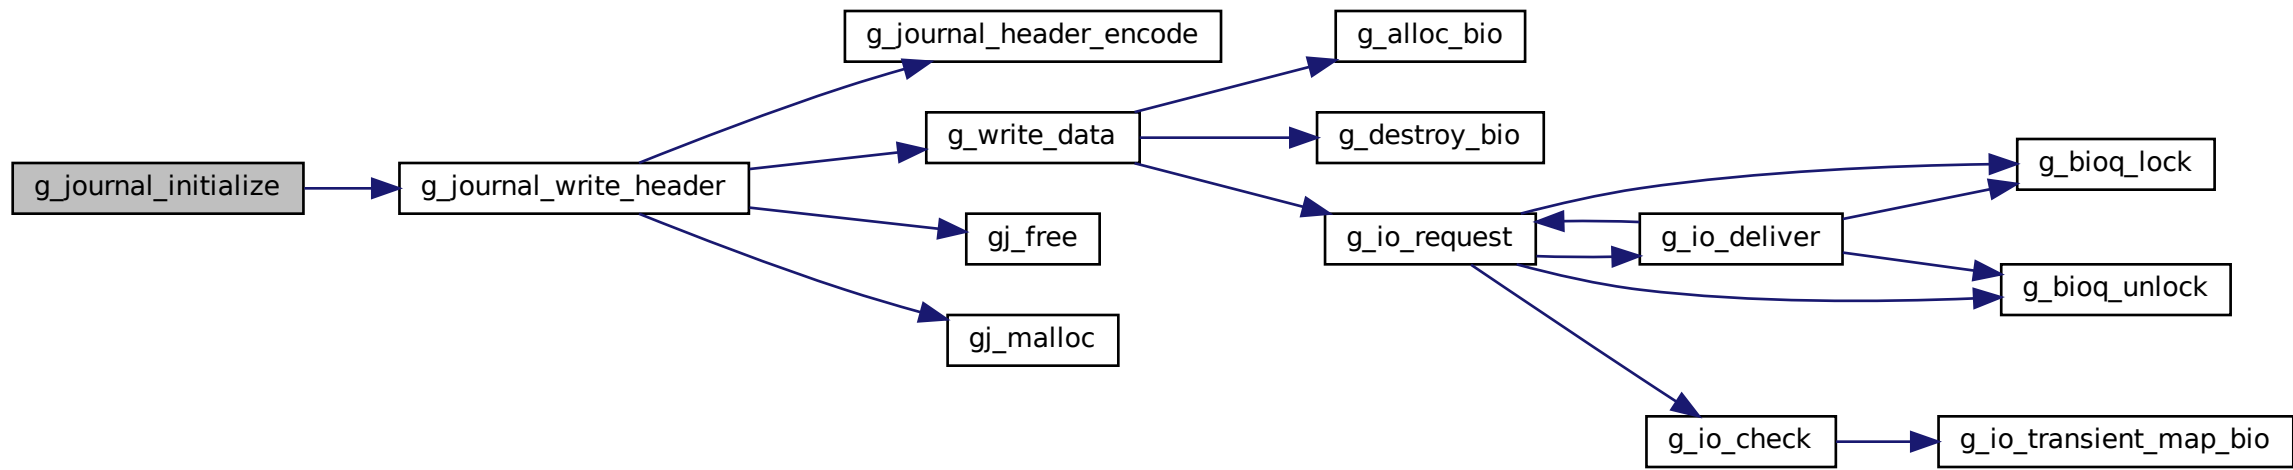 g_journal_initialize
g_journal_write_header
g_journal_header_encode
g_write_data
gj_free
gj_malloc
g_alloc_bio
g_destroy_bio
g_io_request
g_io_deliver
g_bioq_lock
g_bioq_unlock
g_io_check
g_io_transient_map_bio